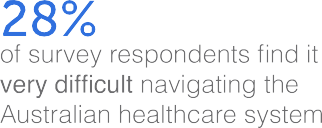 28%
of survey respondents find it
very difficult navigating the
Australian healthcare system